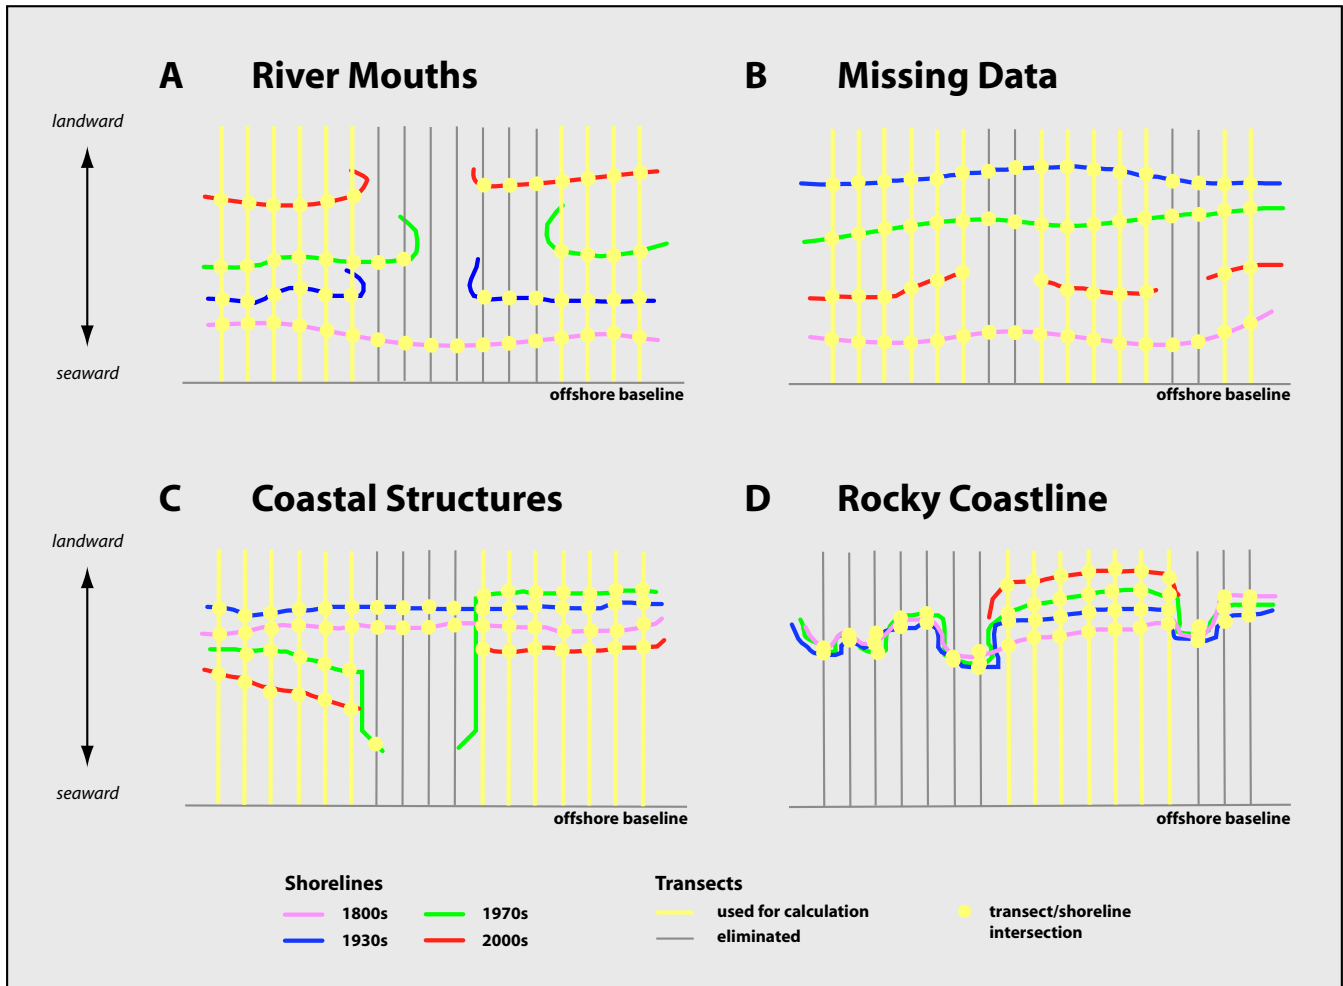 A River Mouths
B Missing Data
landward
seaward
offshore baseline
offshore baseline
C Coastal Structures
D Rocky Coastline
landward
seaward
offshore baseline
offshore baseline
Shorelines
1800s
1930s
1970s
2000s
Transects
used for calculation
eliminated
transect/shoreline
intersection